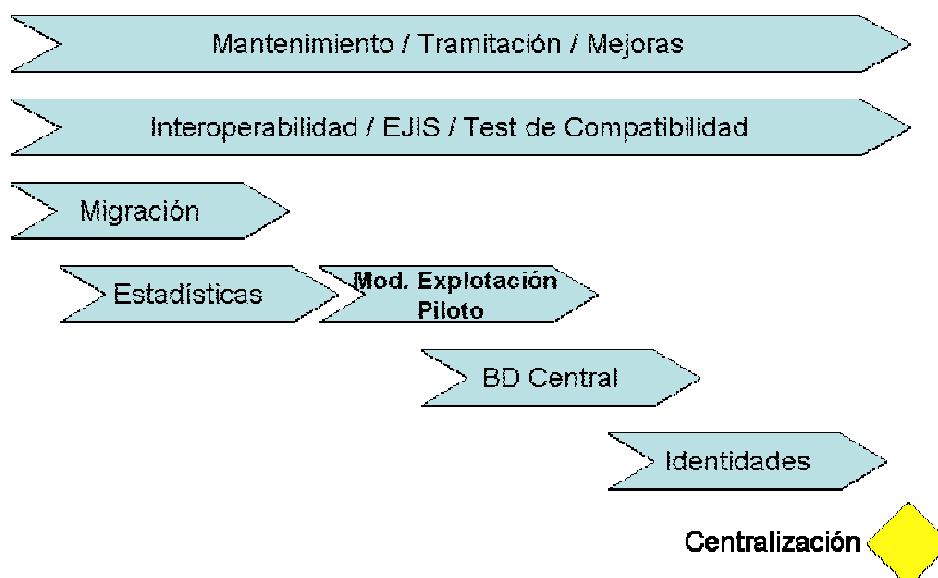 Mantenimiento / Tramitación / Mejoras
Interoperabilidad / EJIS / Test de Compatibilidad
Migración
Estadísticas
Mod. Explotación
Piloto
BD Central
Identidades
Centralización